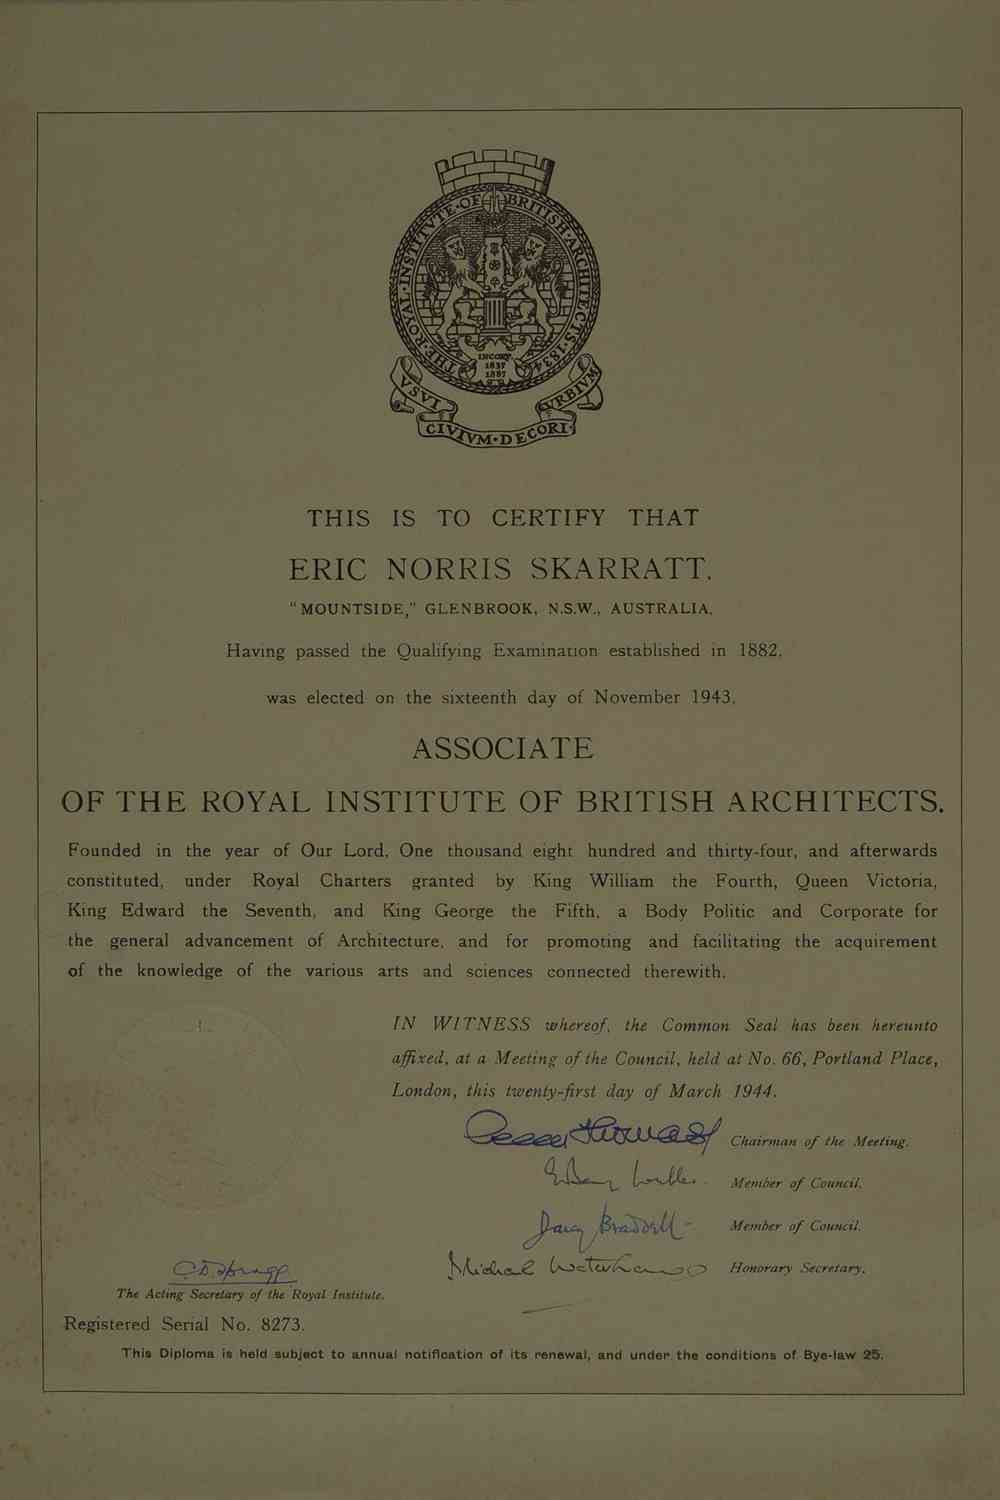 THE·ROYAL·INSTITVTE·OF·BRITISH·ARCHITECTS·1834
INCORP.
1837
1887
VSVI
CIVIVM·DECORI
VRBIVM
THIS IS TO CERTIFY THAT
ERIC NORRIS SKARRATT,
"MOUNTSIDE," GLENBROOK, N.S.W., AUSTRALIA,
Having passed the Qualifying Examination established in 1882,
was elected on the sixteenth day of November 1943,
ASSOCIATE
OF THE ROYAL INSTITUTE OF BRITISH ARCHITECTS,
Founded in the year of Our Lord, One thousand eight hundred and thirty-four, and afterwards
constituted, under Royal Charters granted by King William the Fourth, Queen Victoria,
King Edward the Seventh, and King George the Fifth, a Body Politic and Corporate for
the general advancement of Architecture, and for promoting and facilitating the acquirement
of the knowledge of the various arts and sciences connected therewith.
IN WITNESS whereof, the Common Seal has been hereunto
affixed, at a Meeting of the Council, held at No. 66, Portland Place,
London, this twenty-first day of March 1944.
Chairman of the Meeting.
Member of Council.
Darcy Braddell Member of Council.
Michael Waterhouse Honorary Secretary.
C.D. Spragg
The Acting Secretary of the Royal Institute.
Registered Serial No. 8273.
This Diploma is held subject to annual notification of its renewal, and under the conditions of Bye-law 25.